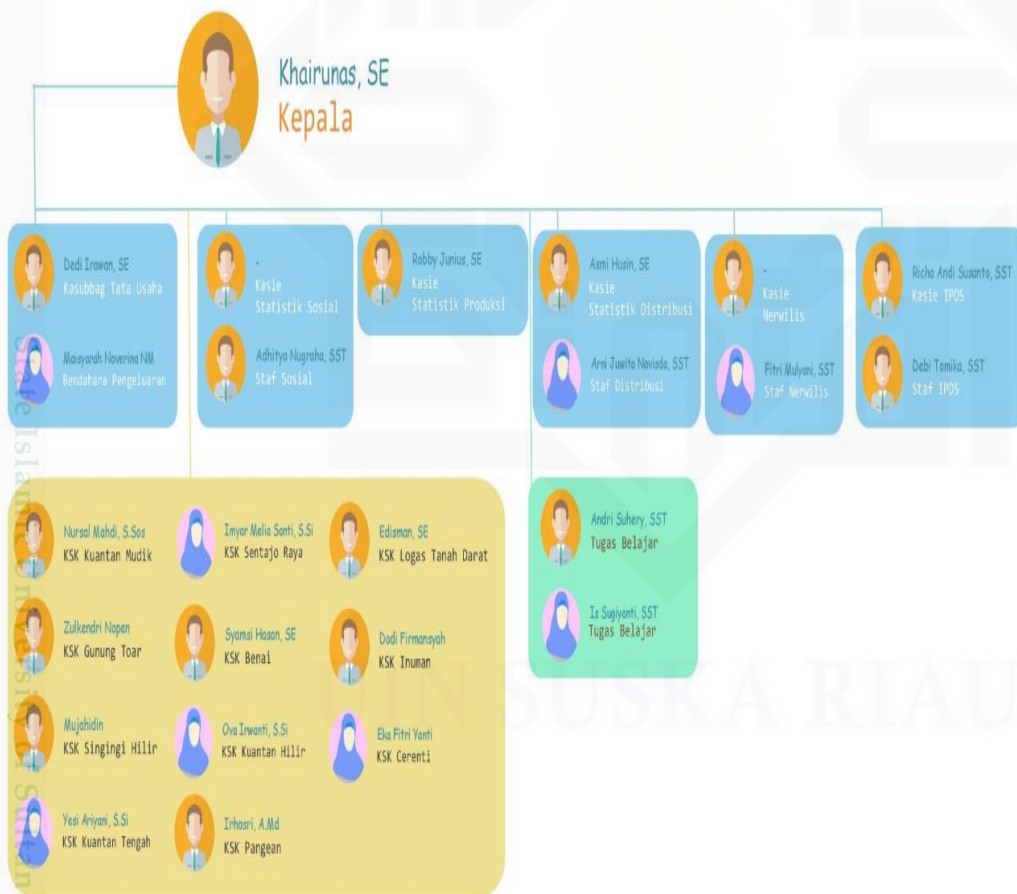 Khairunas, SE
Kepala
Dedi Irawan, SE
Kasubbag Tata Usaha
Maisyarah Noverina NM
Bendahara Pengeluaran
-
Kasie
Statistik Sosial
Adhitya Nugraha, SST
Staf Sosial
Robby Junius, SE
Kasie
Statistik Produksi
Asmi Husin, SE
Kasie
Statistik Distribusi
Arni Juwita Novisda, SST
Staf Distribusi
-
Kasie
Nerwilis
Fitri Mulyani, SST
Staf Nerwilis
Richa Andi Susanto, SST
Kasie IPDS
Debi Tomika, SST
Staf IPDS
Nursal Mahdi, S.Sos
KSK Kuantan Mudik
Zulkendri Nopen
KSK Gunung Toar
Mujahidin
KSK Singingi Hilir
Yesi Ariyani, S.Si
KSK Kuantan Tengah
Imyar Melia Santi, S.Si
KSK Sentajo Raya
Syamsi Hasan, SE
KSK Benai
Ova Irwanti, S.Si
KSK Kuantan Hilir
Irhasri, A.Md
KSK Pangean
Edisman, SE
KSK Logas Tanah Darat
Dodi Firmansyah
KSK Inuman
Eka Fitri Yanti
KSK Cerenti
Andri Suhery, SST
Tugas Belajar
Is Sugiyanti, SST
Tugas Belajar
State Islamic University of Sultan
UIN SUSKA RIAU